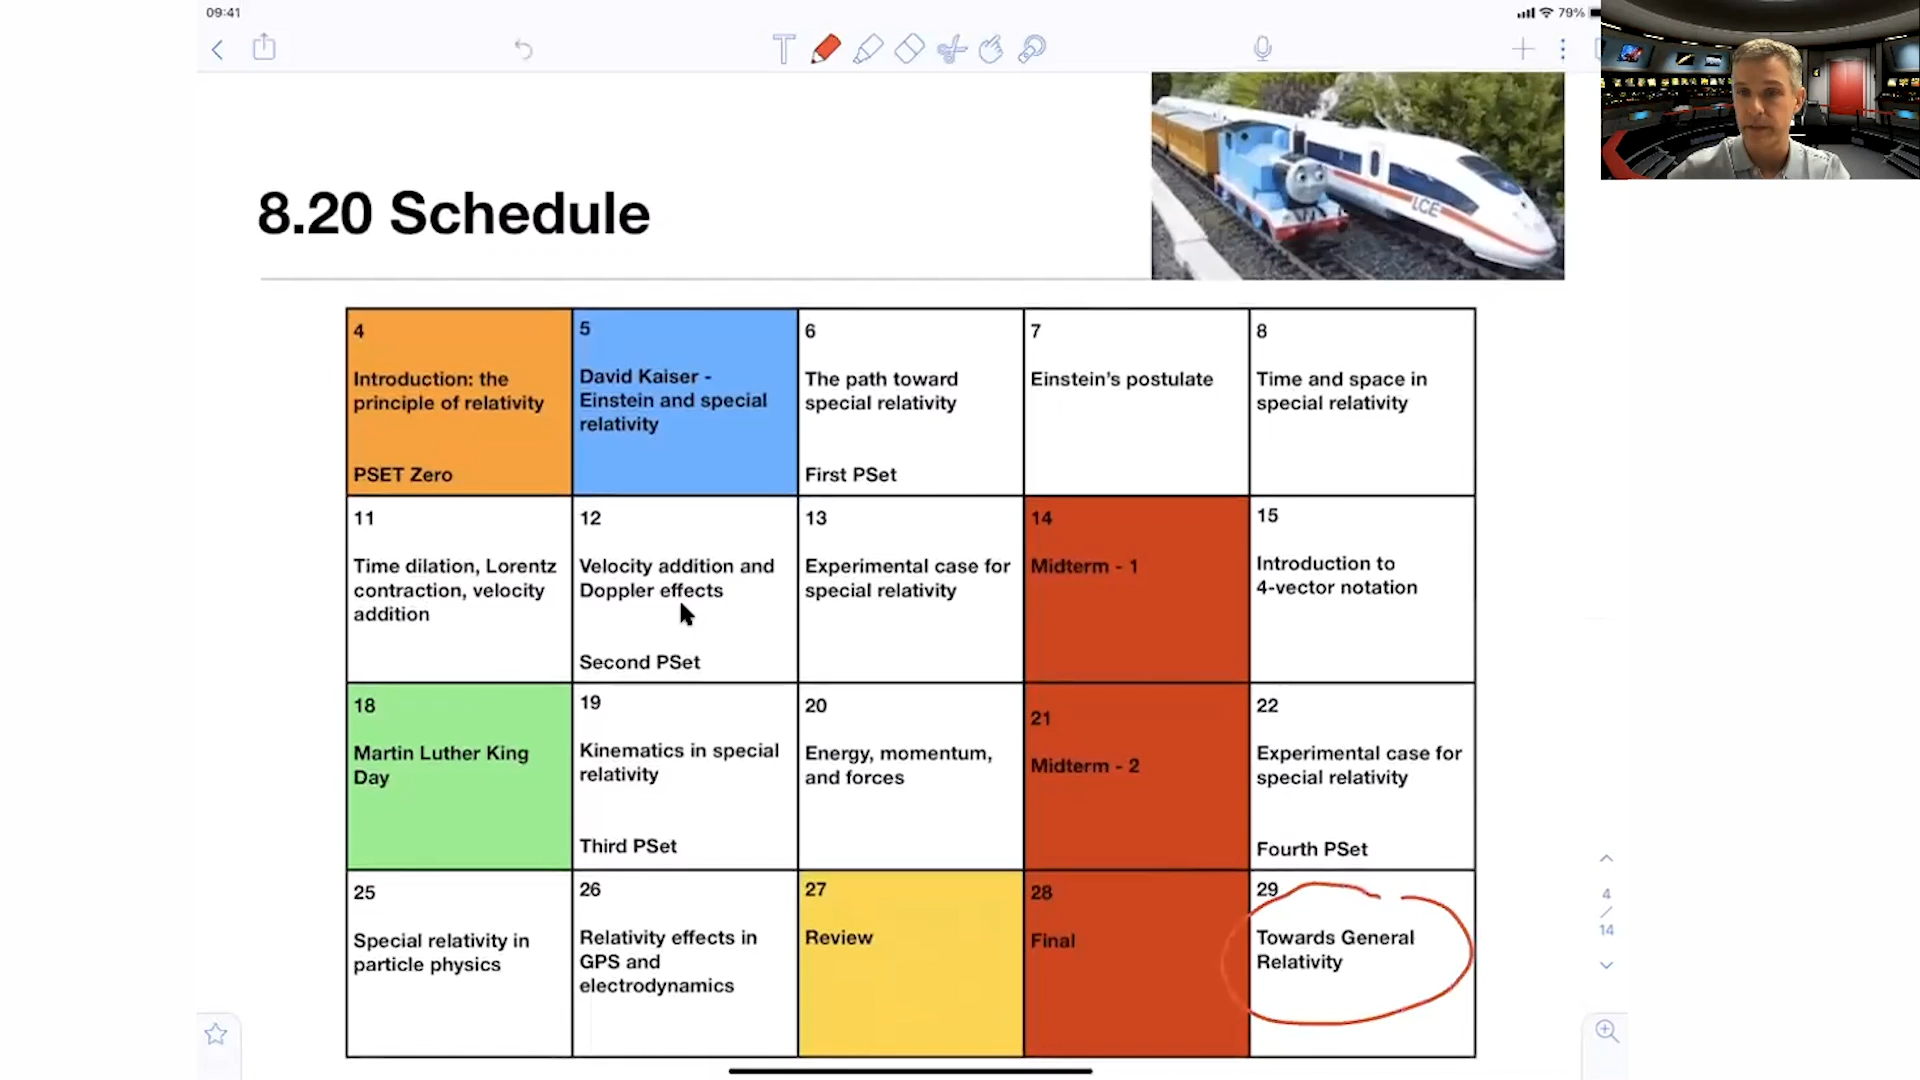 09:41
79%
8.20 Schedule
4
Introduction: the
principle of relativity
PSET Zero
5
David Kaiser -
Einstein and special
relativity
6
The path toward
special relativity
First PSet
7
Einstein's postulate
8
Time and space in
special relativity
11
Time dilation, Lorentz
contraction, velocity
addition
12
Velocity addition and
Doppler effects
Second PSet
13
Experimental case for
special relativity
14
Midterm - 1
15
Introduction to
4-vector notation
18
Martin Luther King
Day
19
Kinematics in special
relativity
Third PSet
20
Energy, momentum,
and forces
21
Midterm - 2
22
Experimental case for
special relativity
Fourth PSet
25
Special relativity in
particle physics
26
Relativity effects in
GPS and
electrodynamics
27
Review
28
Final
29
Towards General
Relativity
4
/
14